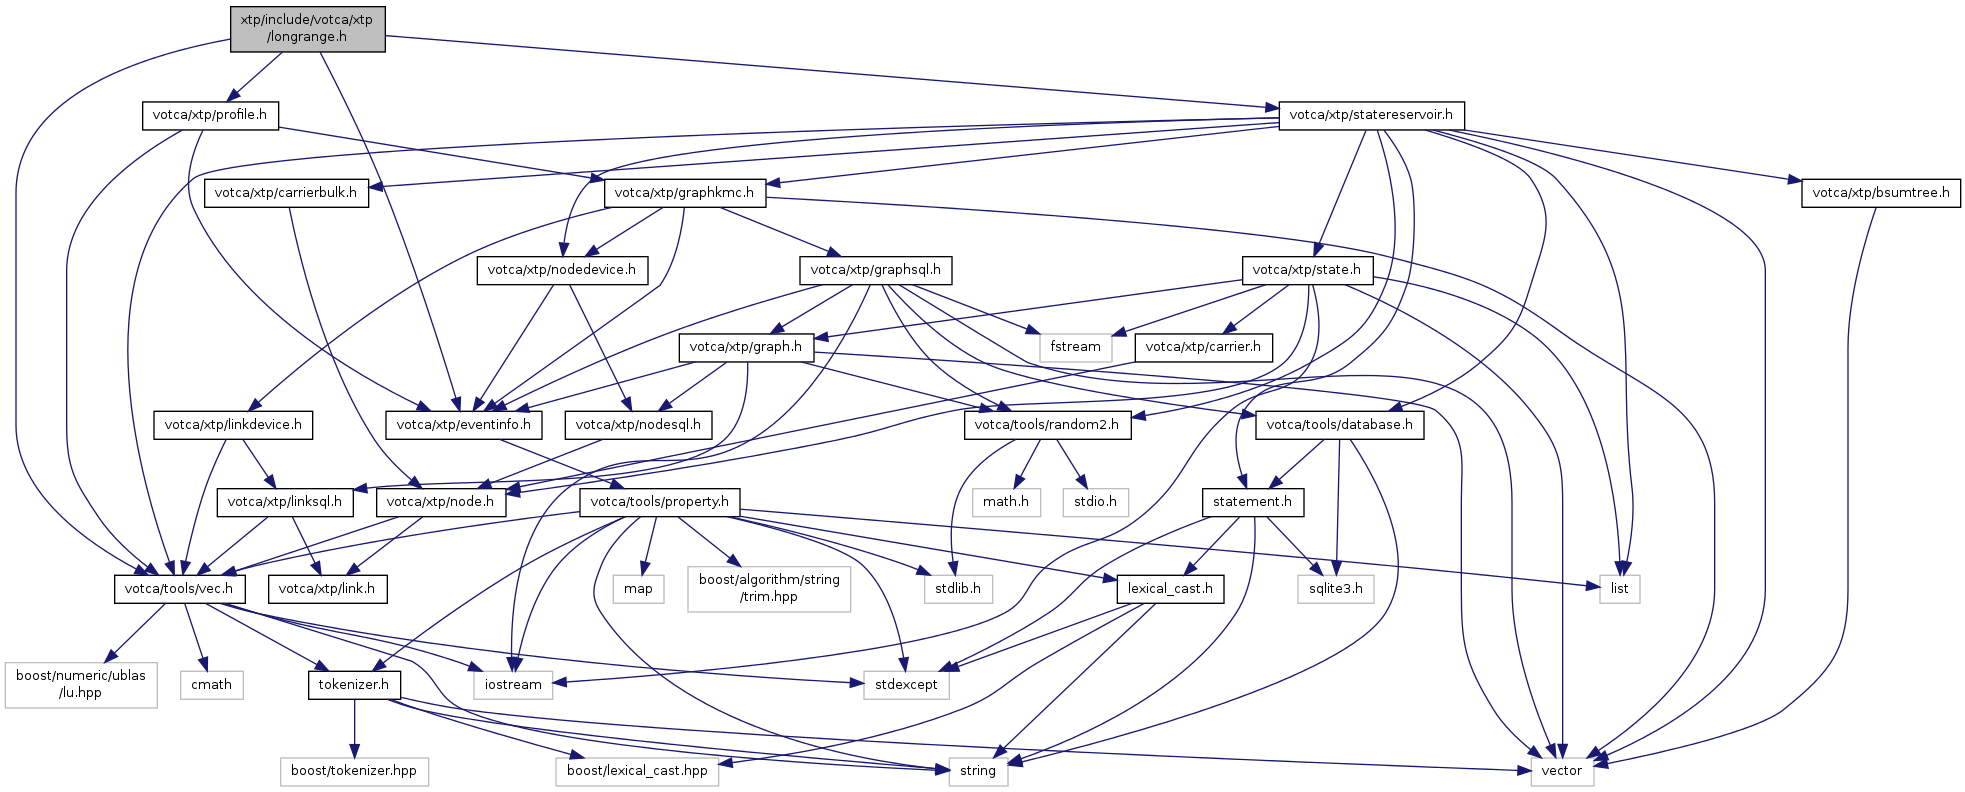 xtp/include/votca/xtp
/longrange.h
votca/xtp/profile.h
votca/xtp/statereservoir.h
votca/xtp/carrierbulk.h
votca/xtp/graphkmc.h
votca/xtp/bsumtree.h
votca/xtp/nodedevice.h
votca/xtp/graphsql.h
votca/xtp/state.h
votca/xtp/graph.h
fstream
votca/xtp/carrier.h
votca/xtp/linkdevice.h
votca/xtp/eventinfo.h
votca/xtp/nodesql.h
votca/tools/random2.h
votca/tools/database.h
votca/xtp/linksql.h
votca/xtp/node.h
votca/tools/property.h
math.h
stdio.h
statement.h
votca/tools/vec.h
votca/xtp/link.h
map
boost/algorithm/string
/trim.hpp
stdlib.h
lexical_cast.h
sqlite3.h
list
boost/numeric/ublas
/lu.hpp
cmath
tokenizer.h
iostream
stdexcept
boost/tokenizer.hpp
boost/lexical_cast.hpp
string
vector